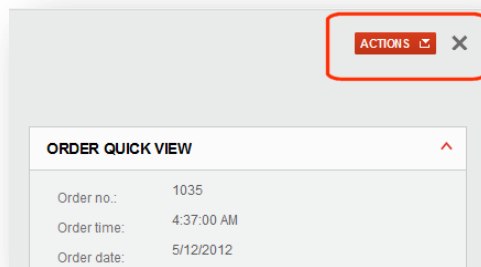 ACTIONS
ORDER QUICK VIEW
Order no.: 1035
Order time: 4:37:00 AM
Order date: 5/12/2012